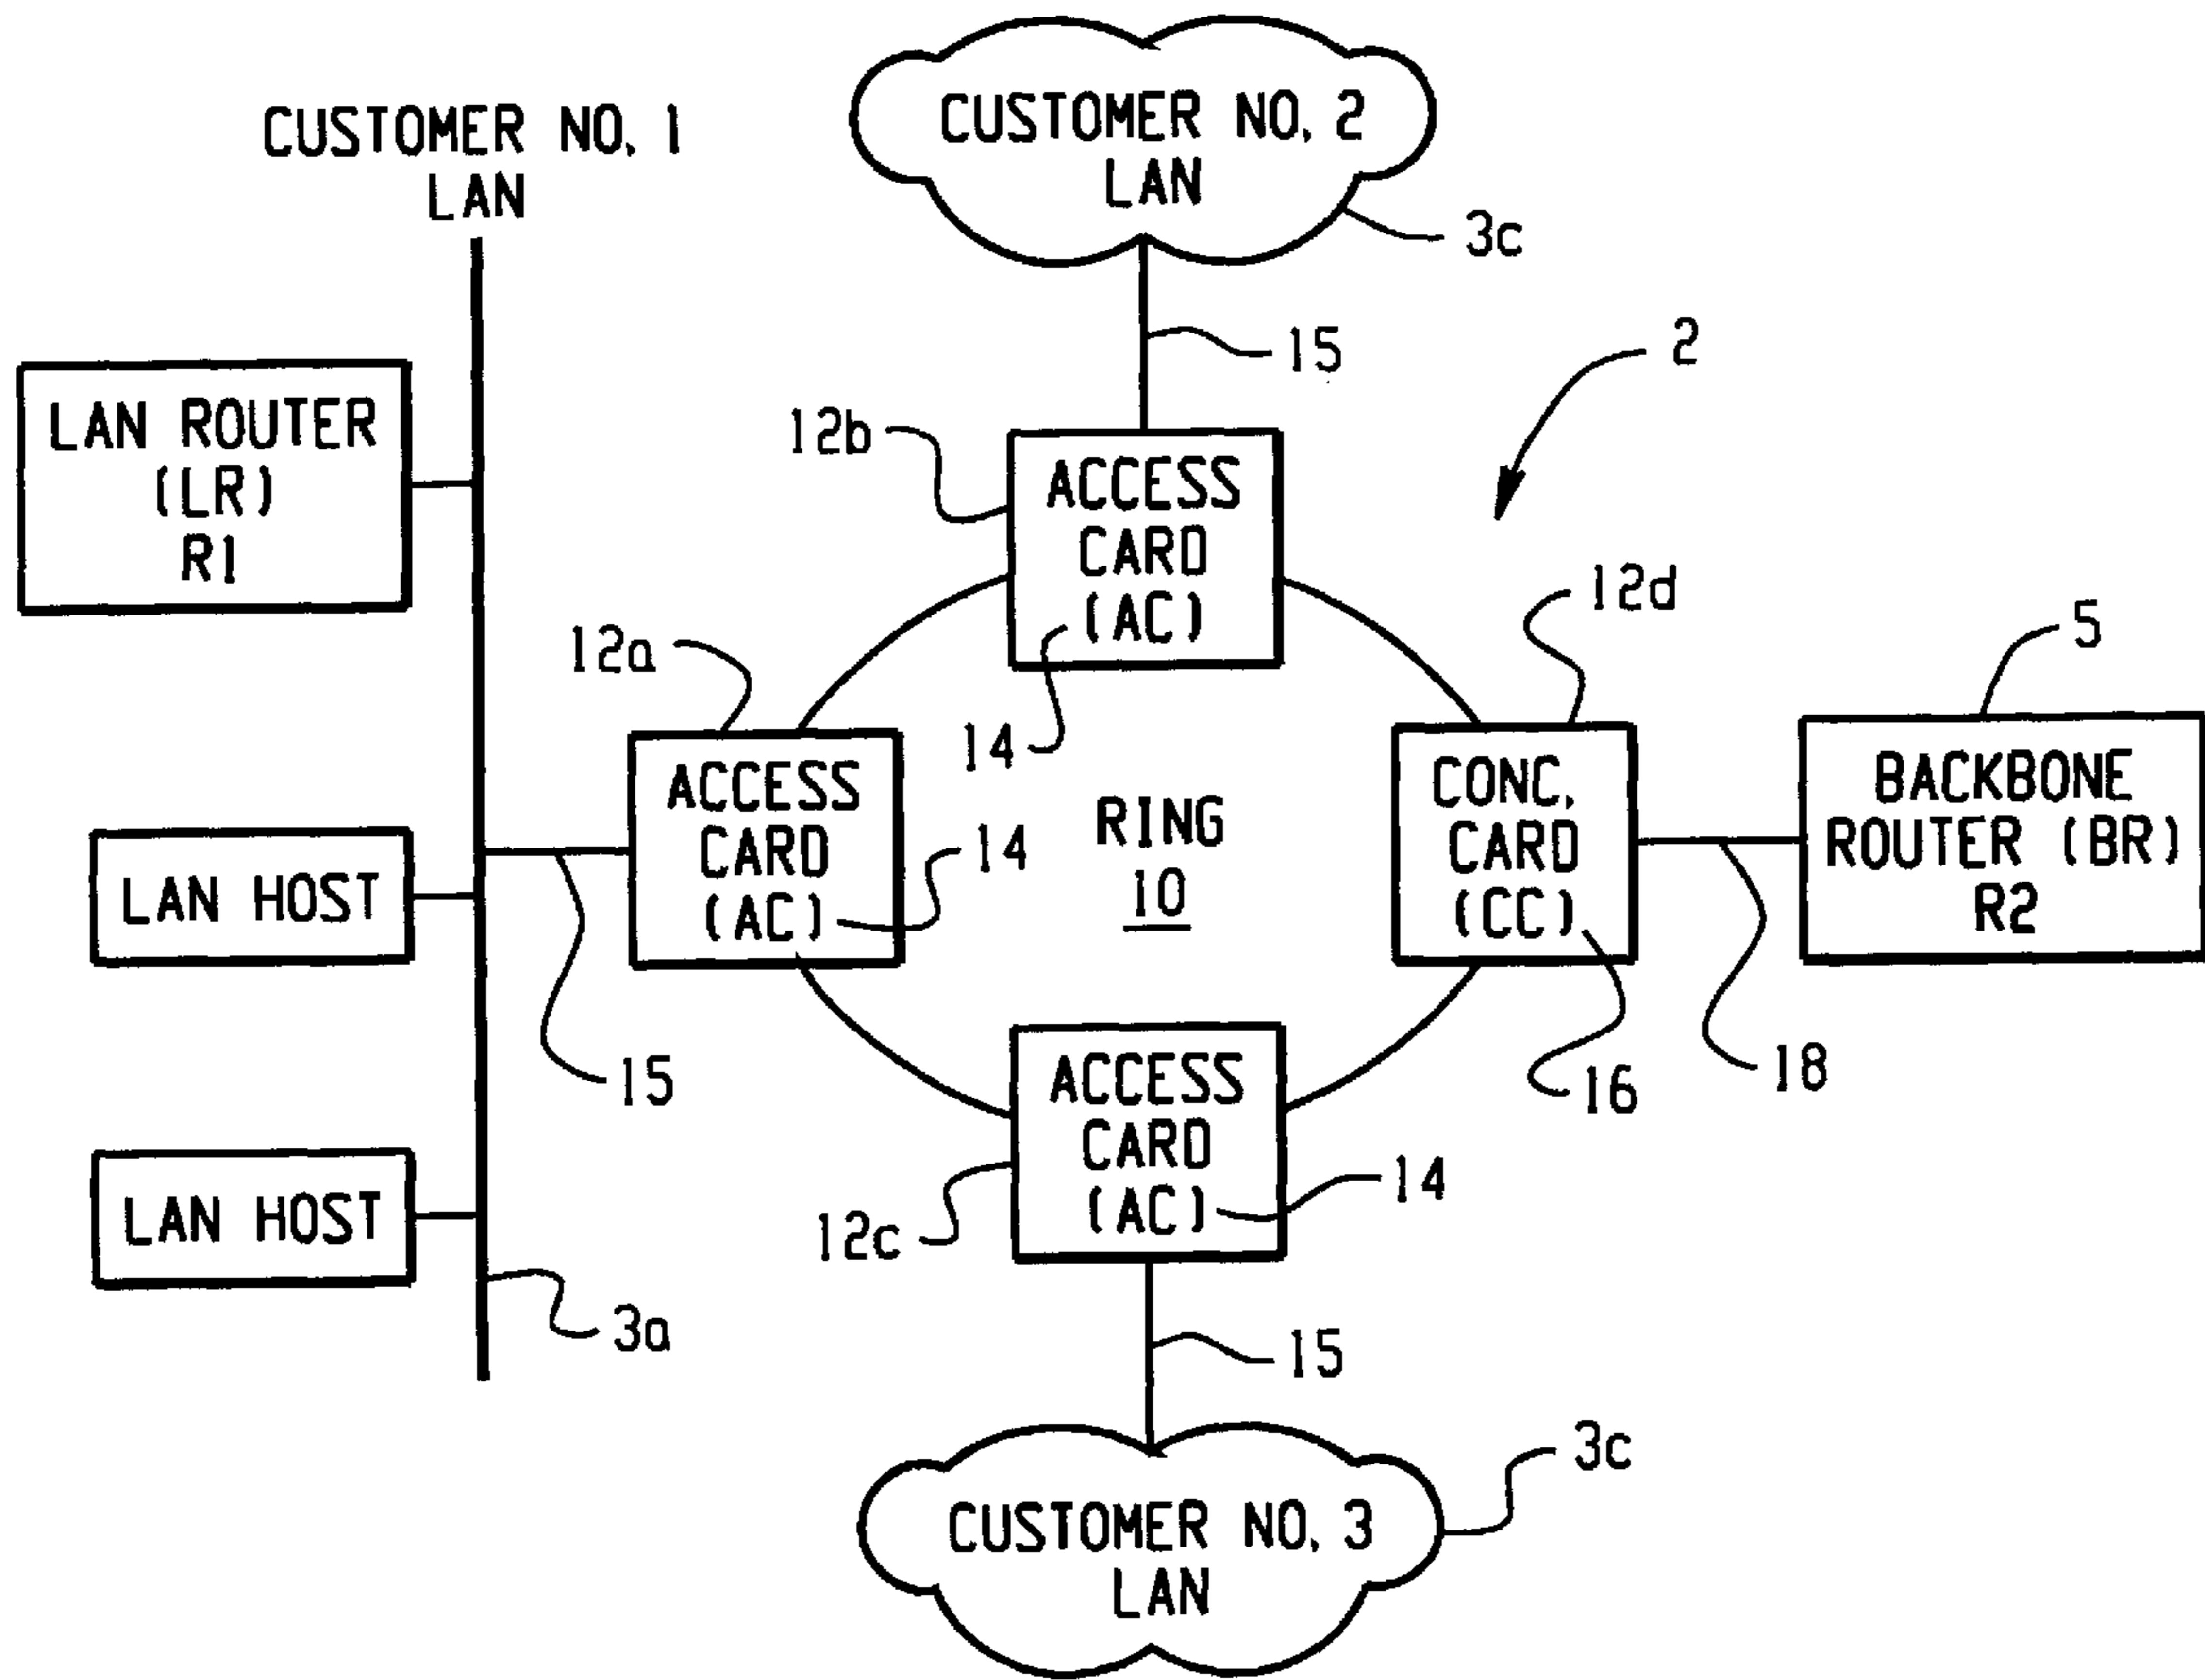 CUSTOMER NO. 1
LAN
CUSTOMER NO. 2
LAN
3c
15
2
LAN ROUTER
(LR)
R1
12b
ACCESS
CARD
(AC)
14
12d
5
12a
ACCESS
CARD
(AC)
14
RING
10
CONC.
CARD
(CC)
16
BACKBONE
ROUTER (BR)
R2
18
LAN HOST
15
LAN HOST
3a
ACCESS
CARD
(AC)
14
12c
15
3c
CUSTOMER NO. 3
LAN